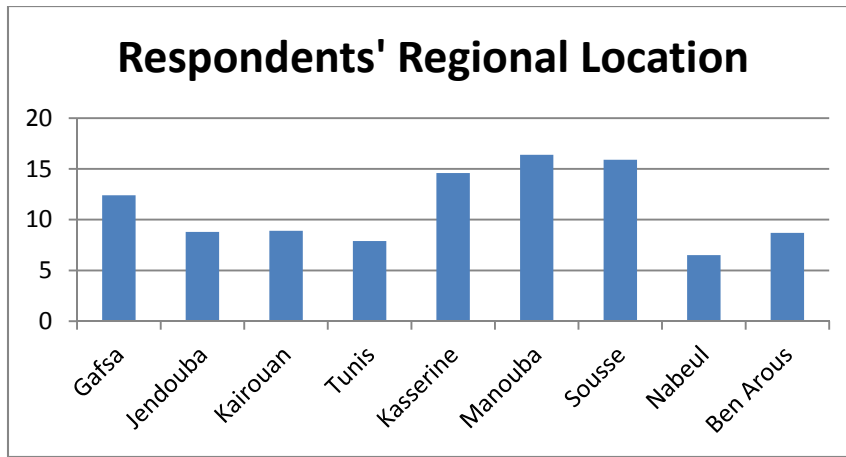 Respondents' Regional Location
20
15
10
5
0
Gafsa
Jendouba
Kairouan
Tunis
Kasserine
Manouba
Sousse
Nabeul
Ben Arous